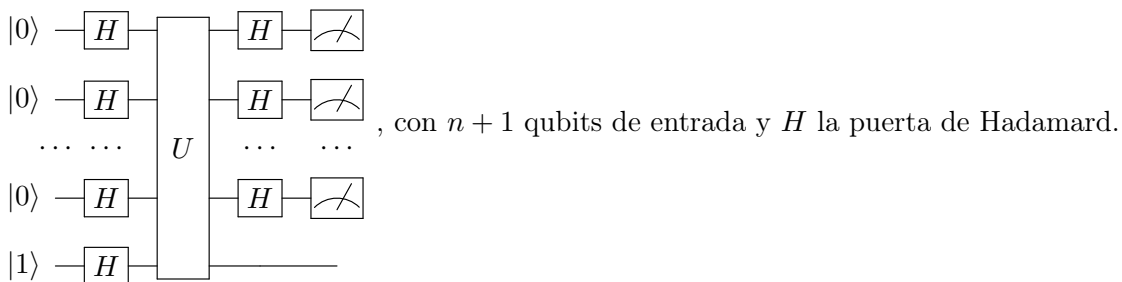 |0⟩ H H
|0⟩ H H
, con n + 1 qubits de entrada y H la puerta de Hadamard.
... ... U ... ...
|0⟩ H H
|1⟩ H